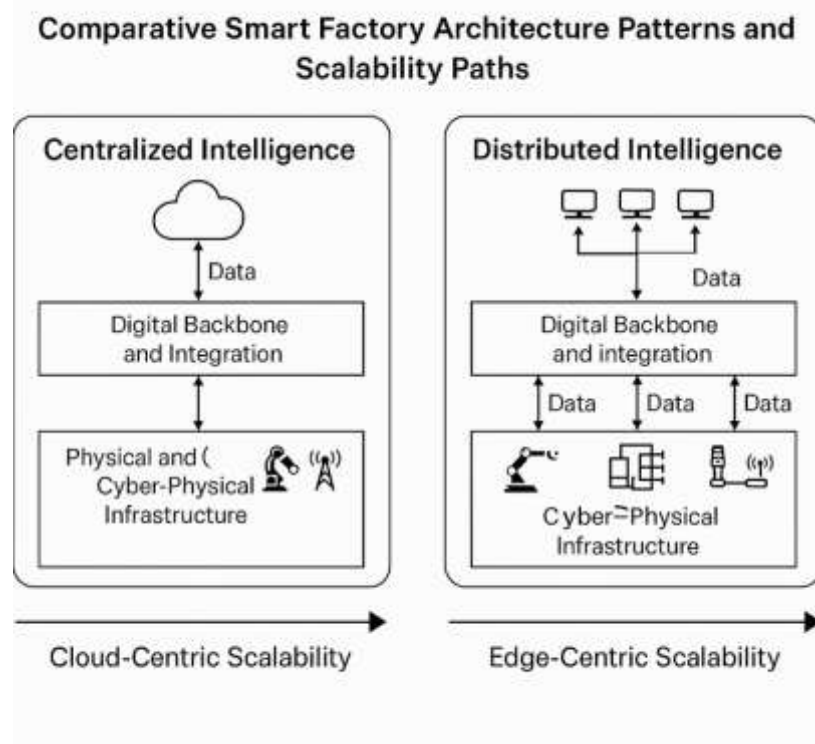 Comparative Smart Factory Architecture Patterns and
Scalability Paths
Centralized Intelligence
Data
Digital Backbone
and Integration
Physical and (
Cyber-Physical
Infrastructure
Cloud-Centric Scalability
Distributed Intelligence
Data
Digital Backbone
and integration
Data
Data
Data
Cyber=Physical
Infrastructure
Edge-Centric Scalability